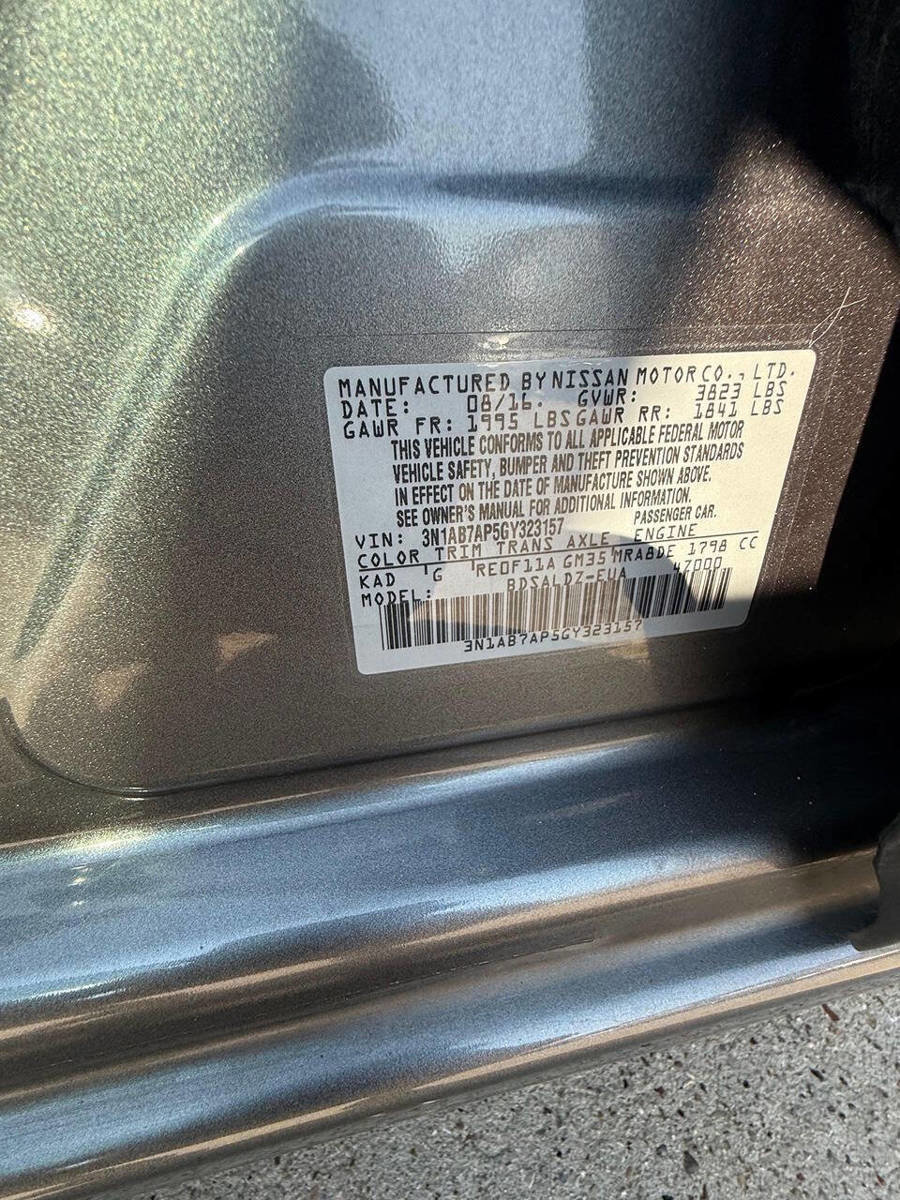 MANUFACTURED BY NISSAN MOTOR CO., LTD.
DATE: 08/16. GVWR: 3823 LBS
GAWR FR: 1995 LBS GAWR RR: 1841 LBS
THIS VEHICLE CONFORMS TO ALL APPLICABLE FEDERAL MOTOR
VEHICLE SAFETY, BUMPER AND THEFT PREVENTION STANDARDS
IN EFFECT ON THE DATE OF MANUFACTURE SHOWN ABOVE.
SEE OWNER'S MANUAL FOR ADDITIONAL INFORMATION.
VIN: 3N1AB7AP5GY323157 PASSENGER CAR.
COLOR TRIM TRANS AXLE ENGINE
KAD G RE0F11A GM35 MRA8DE 1798 CC
MODEL: BDSALDZ-EUA 47000
3N1AB7AP5GY323157